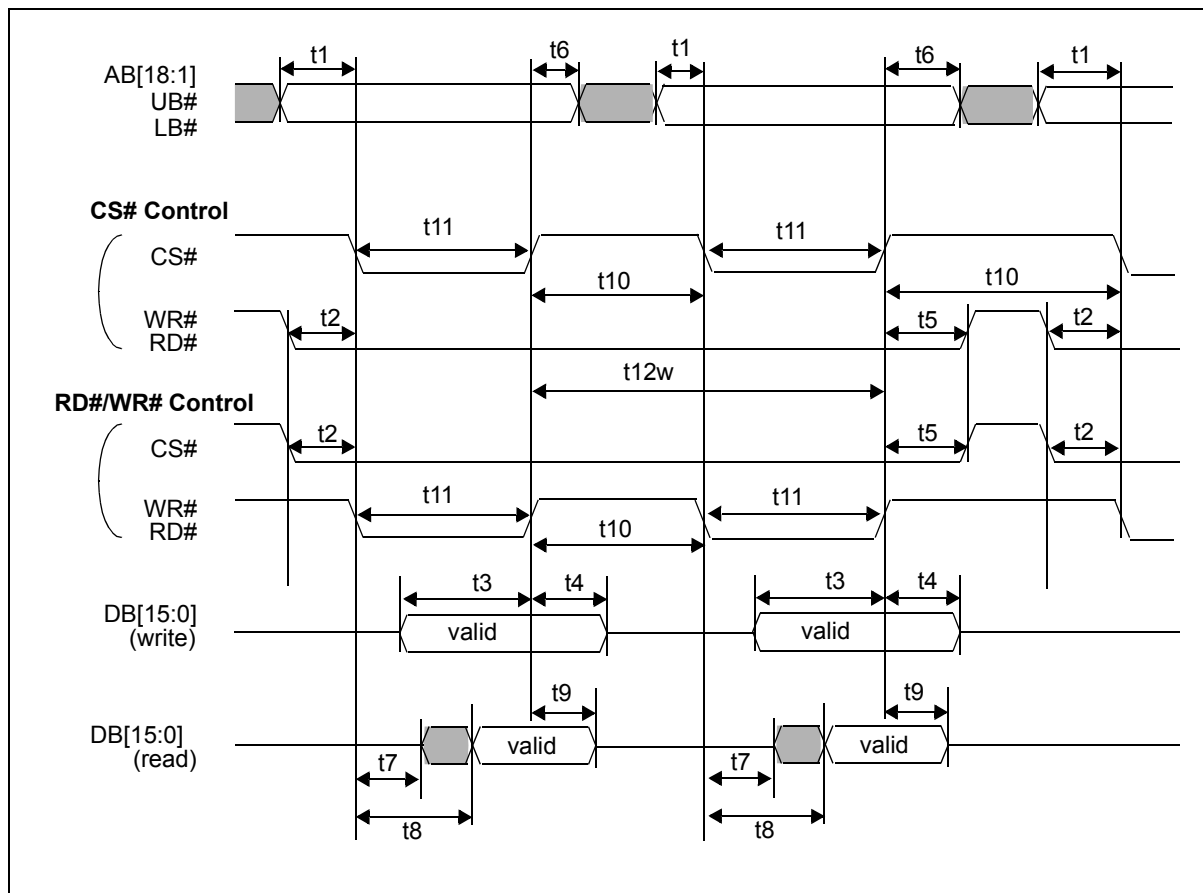 t1
t6
t1
t6
t1
AB[18:1]
UB#
LB#
CS# Control
CS#
t11
t11
t10
t10
WR#
RD#
t2
t5
t2
t12w
RD#/WR# Control
CS#
t2
t5
t2
WR#
RD#
t11
t11
t10
DB[15:0]
(write)
t3
t4
t3
t4
valid
valid
DB[15:0]
(read)
t9
t9
valid
valid
t7
t7
t8
t8